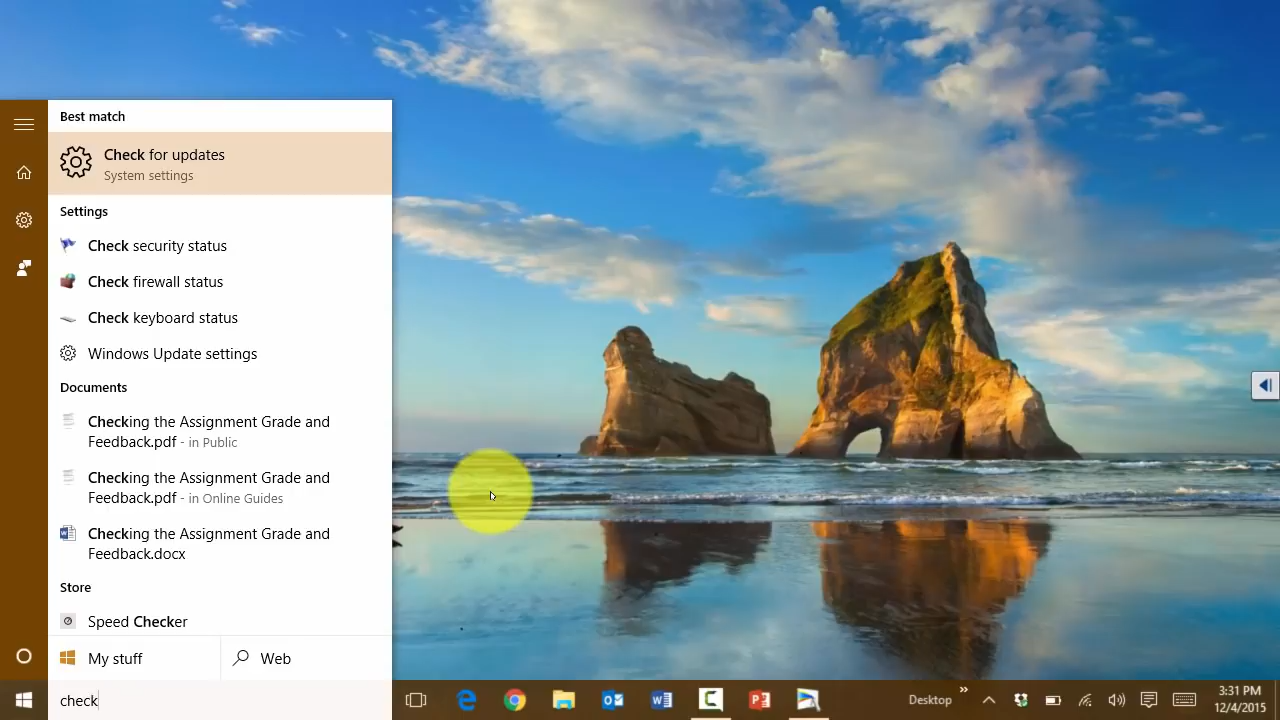 Best match
Check for updates
System settings
Settings
Check security status
Check firewall status
Check keyboard status
Windows Update settings
Documents
Checking the Assignment Grade and
Feedback.pdf - in Public
Checking the Assignment Grade and
Feedback.pdf - in Online Guides
Checking the Assignment Grade and
Feedback.docx
Store
Speed Checker
My stuff
Web
check
Desktop
3:31 PM
12/4/2015